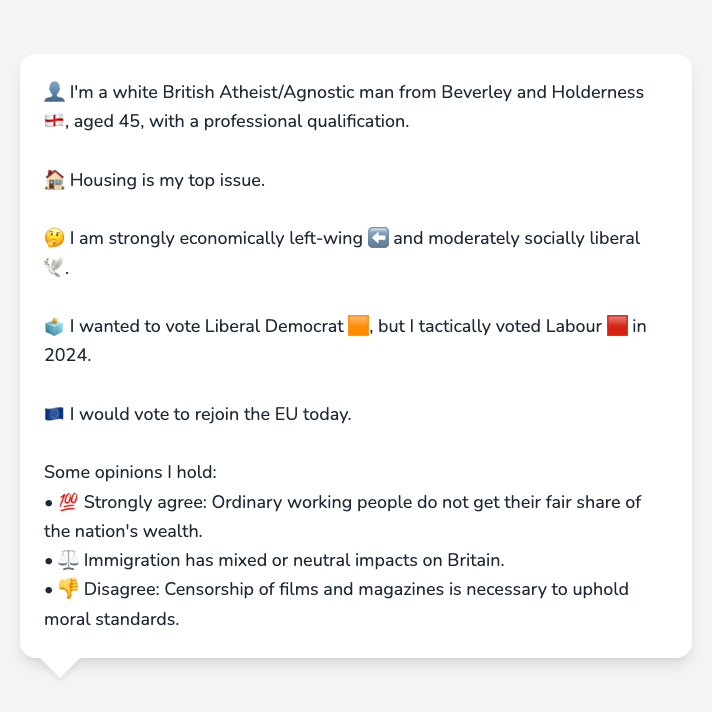 👤 I'm a white British Atheist/Agnostic man from Beverley and Holderness
🏴󠁧󠁢󠁥󠁮󠁧󠁿, aged 45, with a professional qualification.
🏠 Housing is my top issue.
🤔 I am strongly economically left-wing ⬅️ and moderately socially liberal
🕊️.
🗳️ I wanted to vote Liberal Democrat 🟧, but I tactically voted Labour 🟥 in
2024.
🇪🇺 I would vote to rejoin the EU today.
Some opinions I hold:
• 💯 Strongly agree: Ordinary working people do not get their fair share of
the nation's wealth.
• ⚖️ Immigration has mixed or neutral impacts on Britain.
• 👎 Disagree: Censorship of films and magazines is necessary to uphold
moral standards.